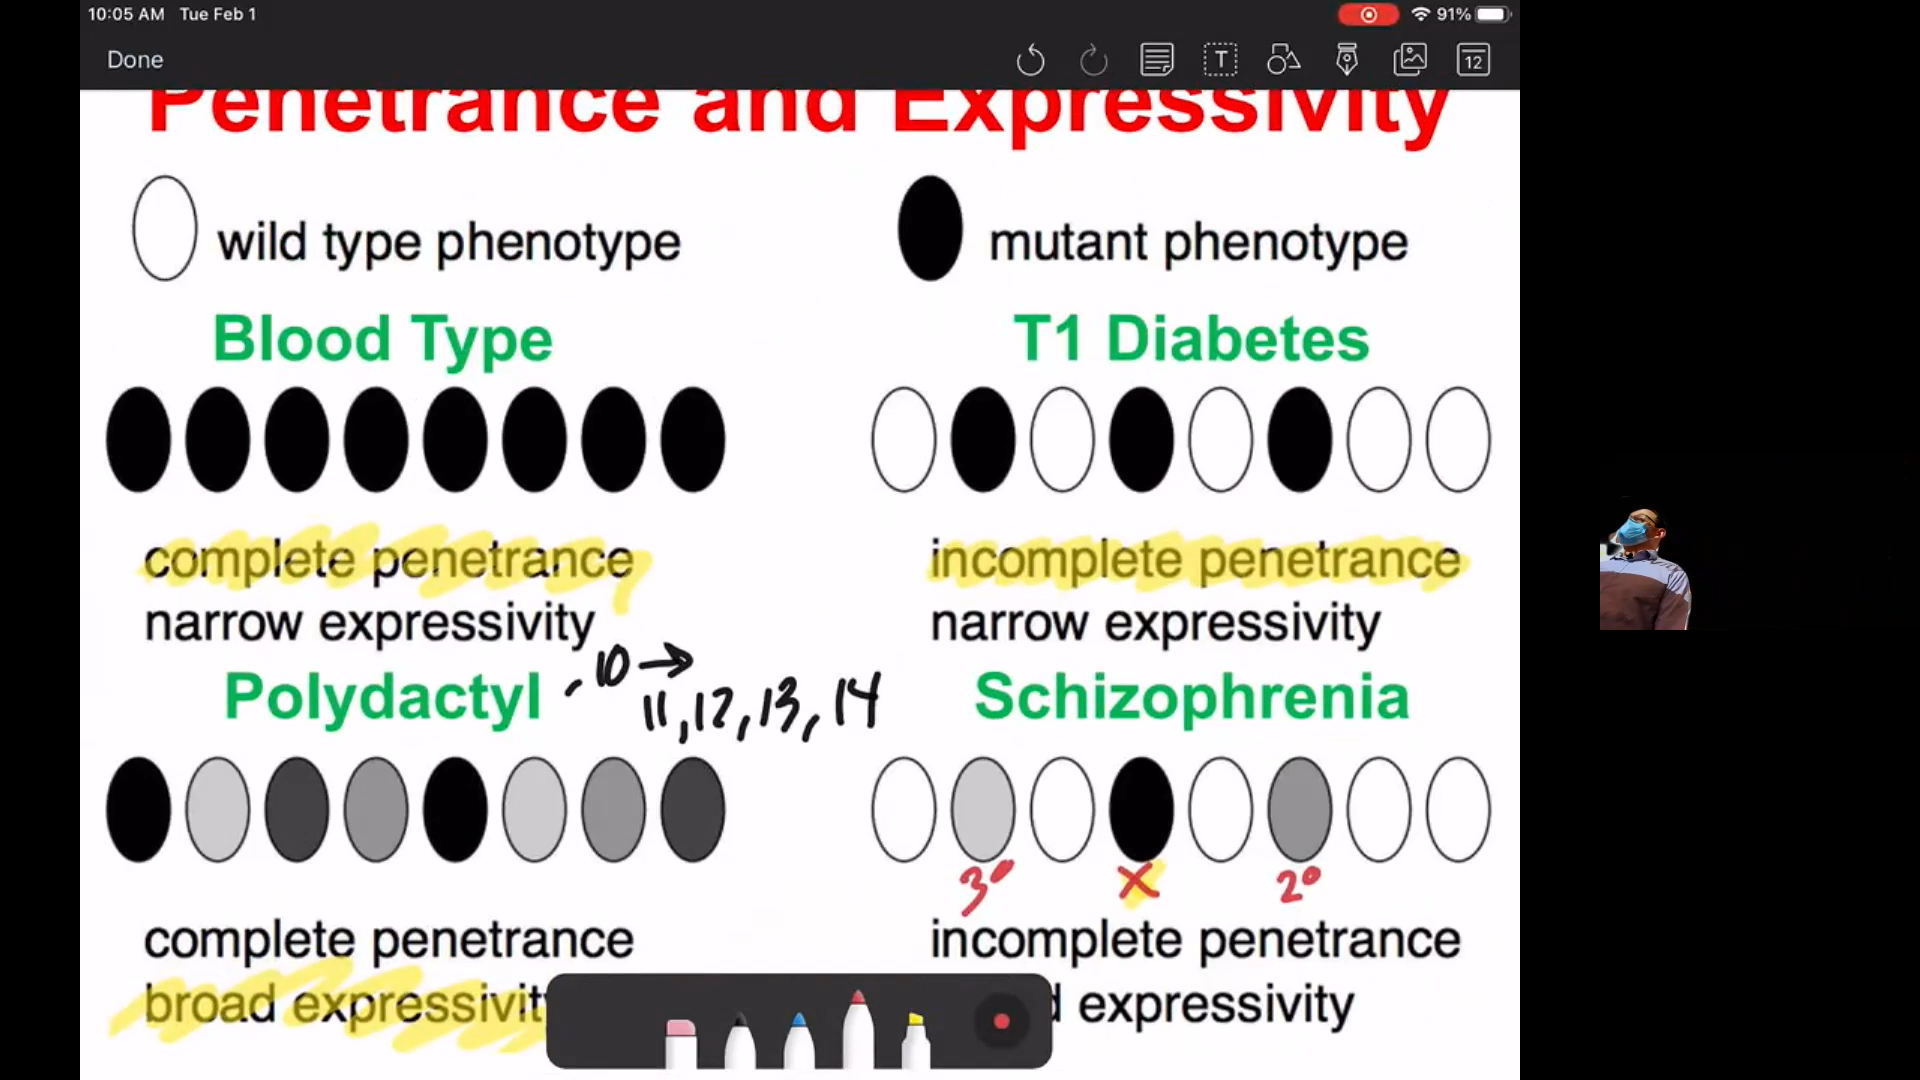 10:05 AM Tue Feb 1
91%
Done
T
12
Penetrance and Expressivity
wild type phenotype
mutant phenotype
Blood Type
T1 Diabetes
complete penetrance
narrow expressivity
incomplete penetrance
narrow expressivity
Polydactyl
, 10 →
11, 12, 13, 14
Schizophrenia
3°
X
2°
complete penetrance
broad expressivit
incomplete penetrance
d expressivity